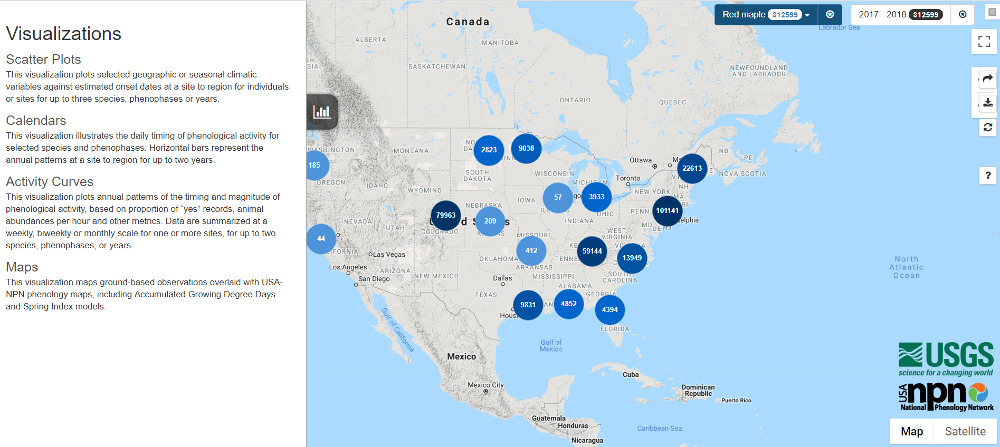 Visualizations
Scatter Plots
This visualization plots selected geographic or seasonal climatic
variables against estimated onset dates at a site to region for individuals
or sites for up to three species, phenophases or years.
Calendars
This visualization illustrates the daily timing of phenological activity for
selected species and phenophases. Horizontal bars represent the
annual patterns at a site to region for up to two years.
Activity Curves
This visualization plots annual patterns of the timing and magnitude of
phenological activity, based on proportion of “yes” records, animal
abundances per hour and other metrics. Data are summarized at a
weekly, biweekly or monthly scale for one or more sites, for up to two
species, phenophases, or years.
Maps
This visualization maps ground-based observations overlaid with USA-
NPN phenology maps, including Accumulated Growing Degree Days
and Spring Index models.
Red maple 312599
2017 - 2018 312599
Canada
Labrador Sea
ALBERTA
MANITOBA
SASKATCHEWAN
NEWFOUNDLAND
AND LABRADOR
ONTARIO
QUEBEC
WASHINGTON
MONTANA
2823
9038
NB
PE
185
Ottawa
22613
NOVA SCOTIA
OREGON
IDAHO
SOUTH
DAKOTA
WISCONSIN
MICHIGAN
Toronto
VT
NH
WYOMING
NEBRASKA
IOWA
57
3933
NEW YORK
MA
RI
79963
209
OHIO
PENN
101141
NEVADA
UTAH
COLORADO
INDIANA
MD
DE
NJ
44
MISSOURI
WEST
VIRGINIA
Las Vegas
OKLAHOMA
412
59144
13949
Los Angeles
ARIZONA
NEW MEXICO
ARKANSAS
San Diego
Dallas
MISSISSIPPI
SOUTH
CAROLINA
TEXAS
ALABAMA
GEORGIA
9831
4852
4394
FLORIDA
North
Atlantic
Ocean
Gulf of California
Gulf of
Mexico
Mexico
Cuba
Mexico City
Dominican
Republic
Puerto Rico
Guatemala
Honduras
Caribbean Sea
Nicaragua
?
USGS
science for a changing world
USA npn
National Phenology Network
Map
Satellite